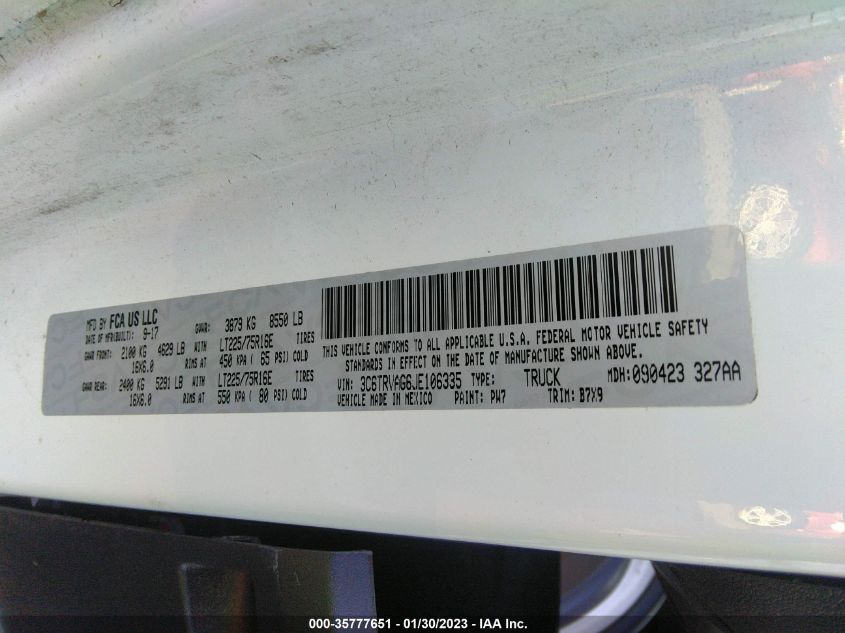 MFD BY FCA US LLC
DATE OF MFR(BUILT): 9-17 GVWR: 3879 KG 8550 LB
GAWR FRONT: 2100 KG 4629 LB WITH LT225/75R16E TIRES
16X6.0 RIMS AT 450 KPA ( 65 PSI) COLD
GAWR REAR: 2400 KG 5291 LB WITH LT225/75R16E TIRES
16X6.0 RIMS AT 550 KPA ( 80 PSI) COLD
THIS VEHICLE CONFORMS TO ALL APPLICABLE U.S.A. FEDERAL MOTOR VEHICLE SAFETY
STANDARDS IN EFFECT ON THE DATE OF MANUFACTURE SHOWN ABOVE.
VIN: 3C6TRVAG6JE106335 TYPE: TRUCK MDH:090423 327AA
VEHICLE MADE IN MEXICO PAINT: PW7 TRIM: B7X9
000-35777651 - 01/30/2023 - IAA Inc.